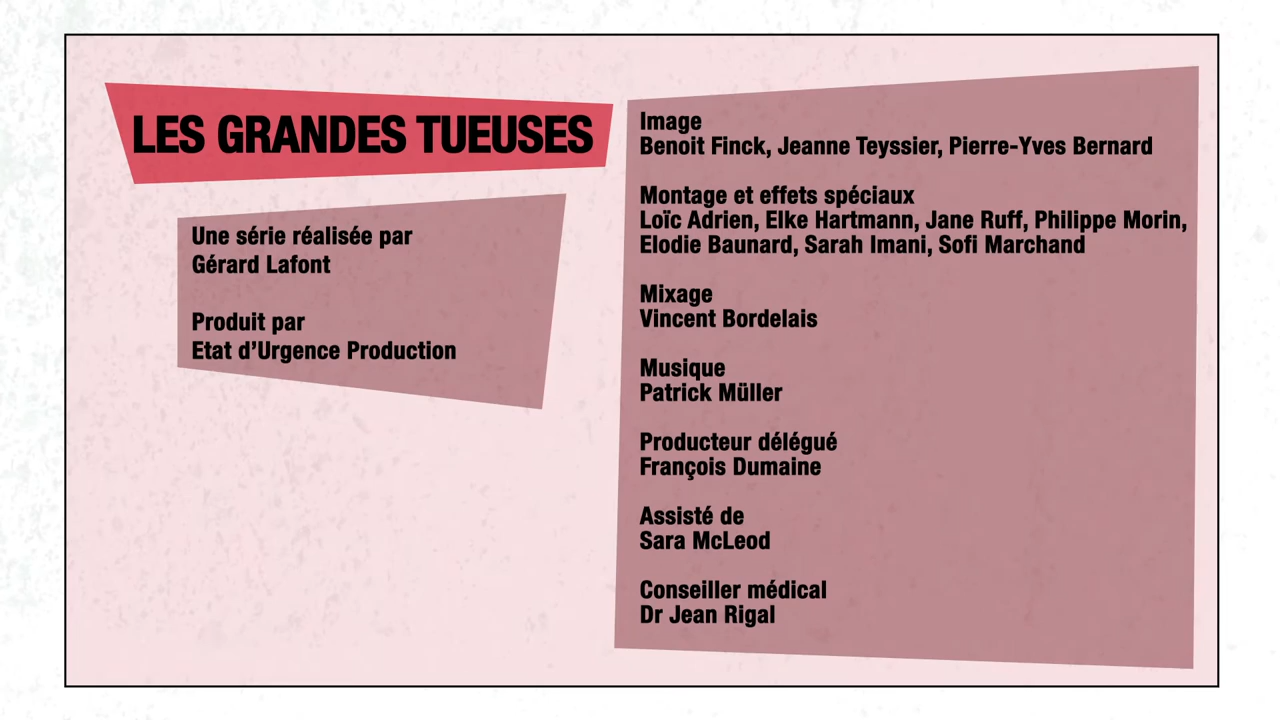 LES GRANDES TUEUSES
Une série réalisée par
Gérard Lafont
Produit par
Etat d’Urgence Production
Image
Benoit Finck, Jeanne Teyssier, Pierre-Yves Bernard
Montage et effets spéciaux
Loïc Adrien, Elke Hartmann, Jane Ruff, Philippe Morin,
Elodie Baunard, Sarah Imani, Sofi Marchand
Mixage
Vincent Bordelais
Musique
Patrick Müller
Producteur délégué
François Dumaine
Assisté de
Sara McLeod
Conseiller médical
Dr Jean Rigal